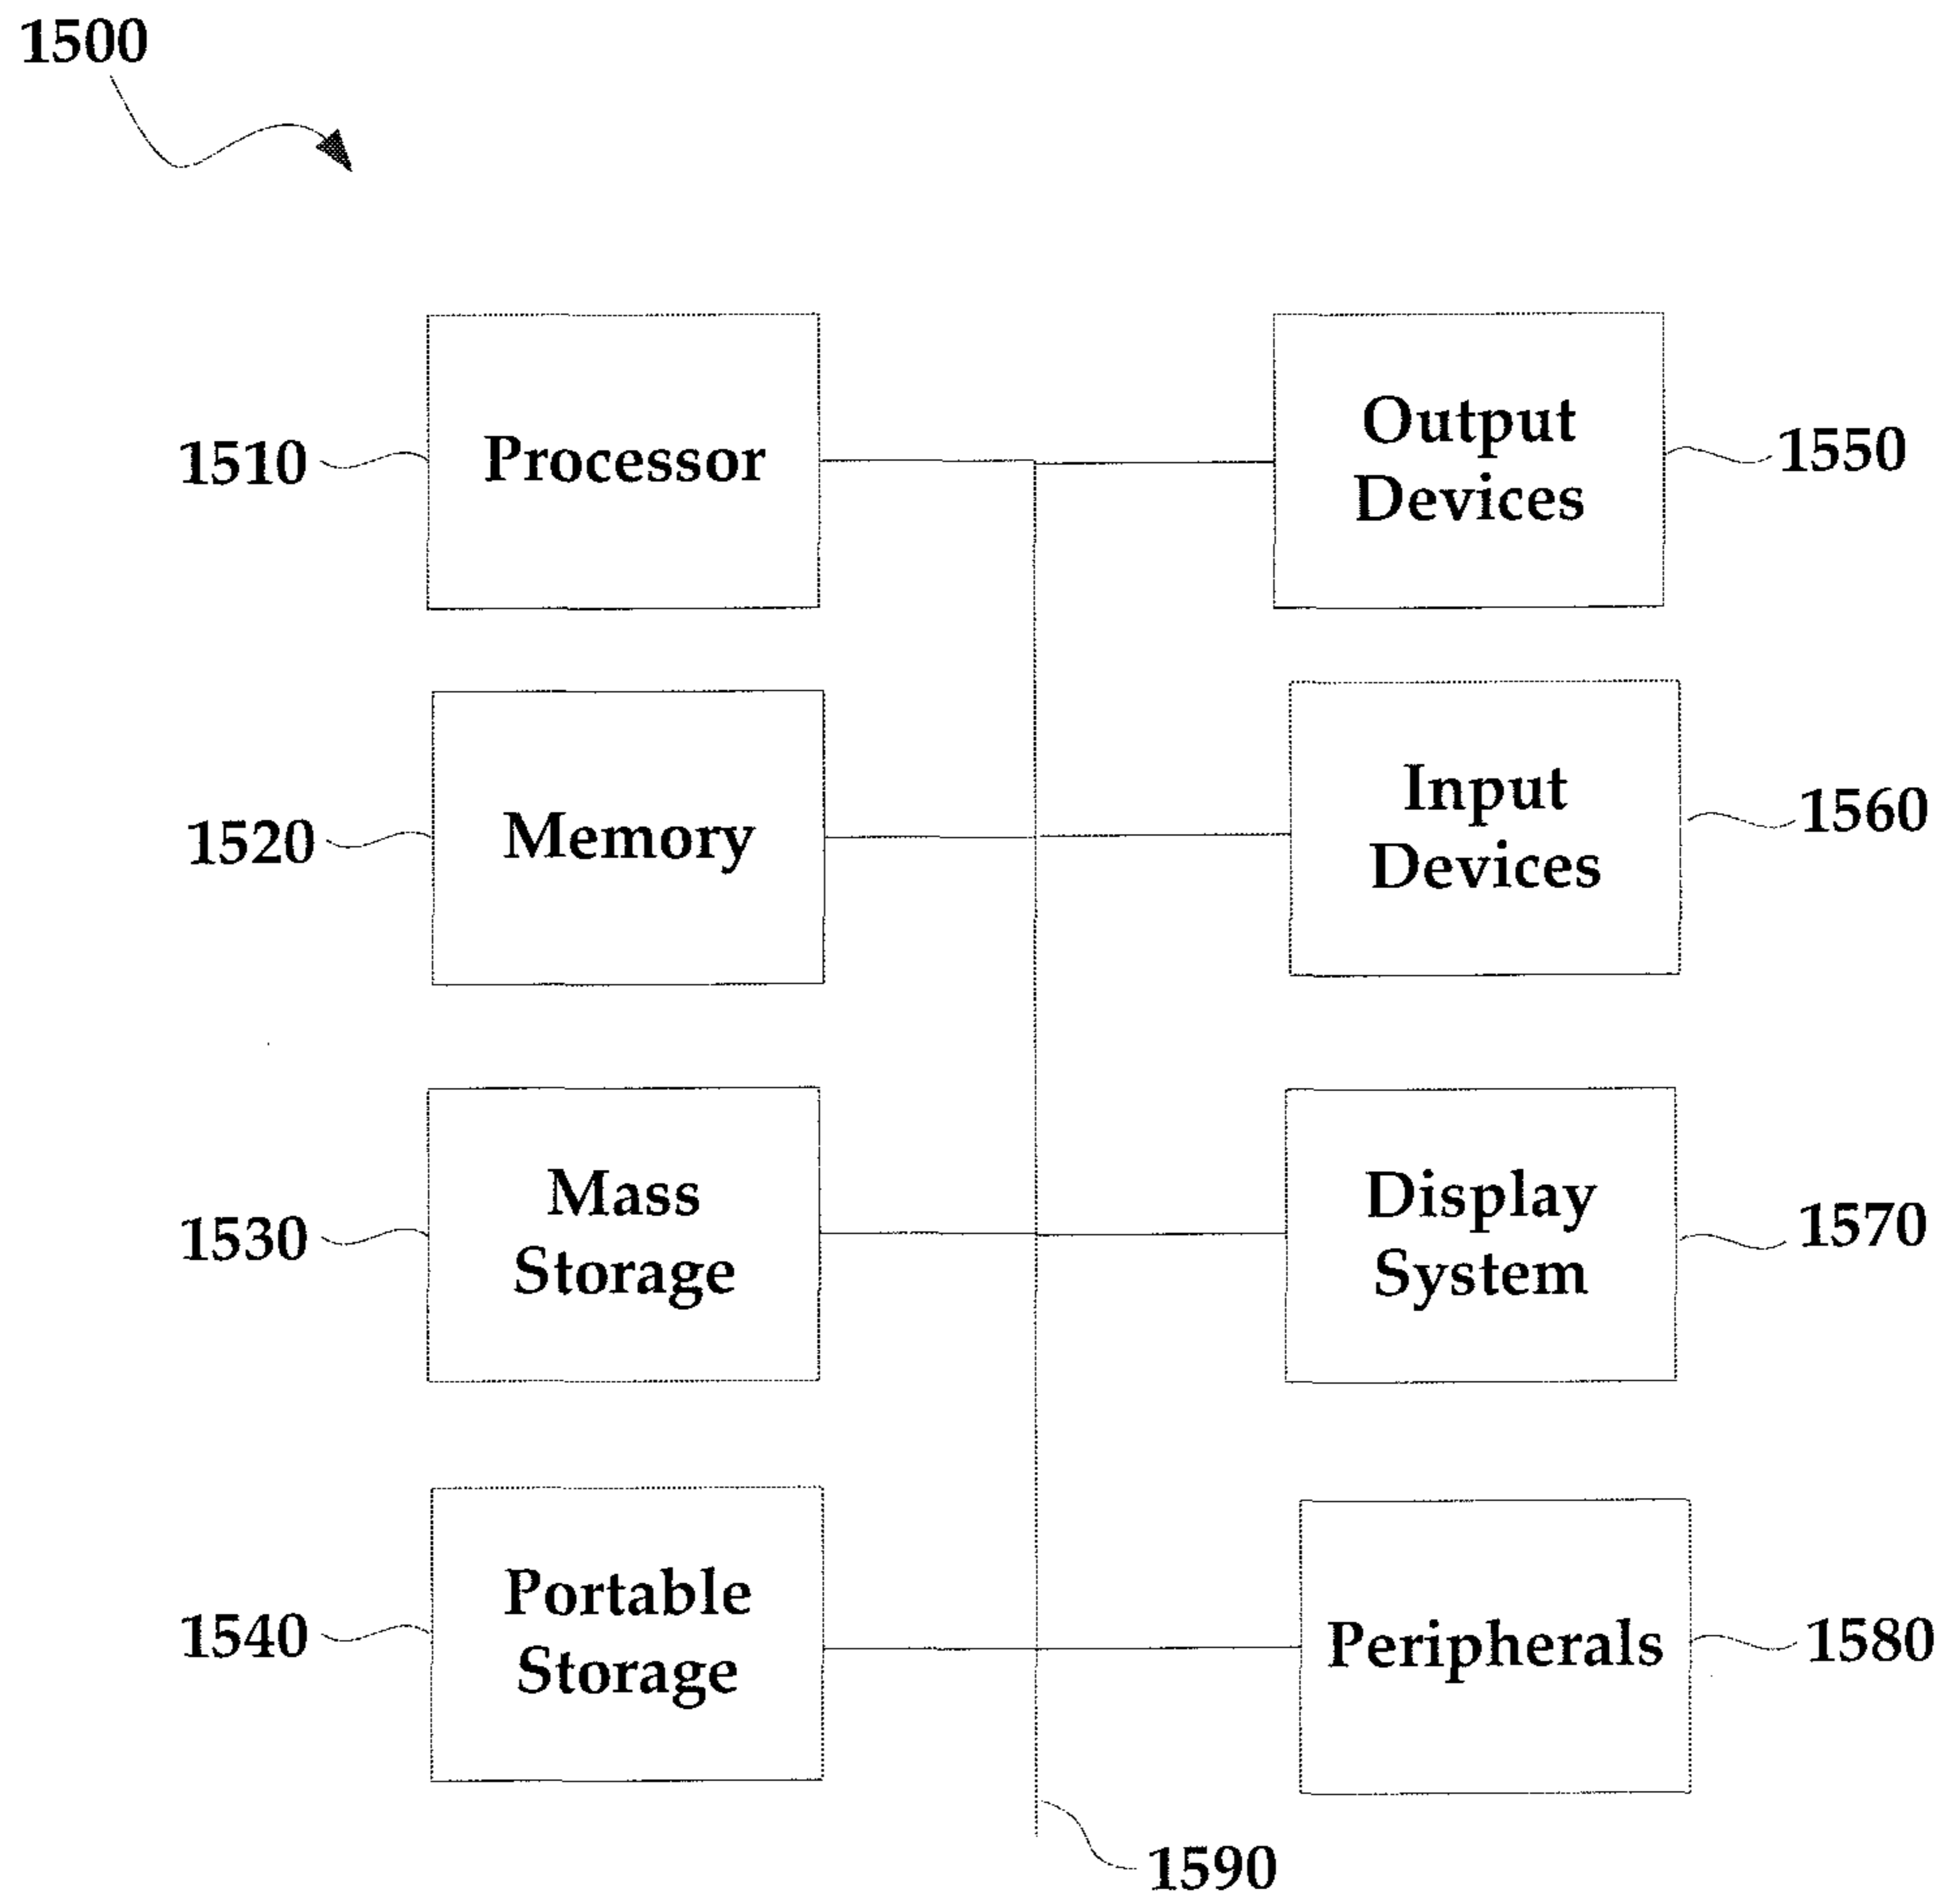 1500
1510
Processor
Output
Devices
1550
1520
Memory
Input
Devices
1560
1530
Mass
Storage
Display
System
1570
1540
Portable
Storage
Peripherals
1580
1590